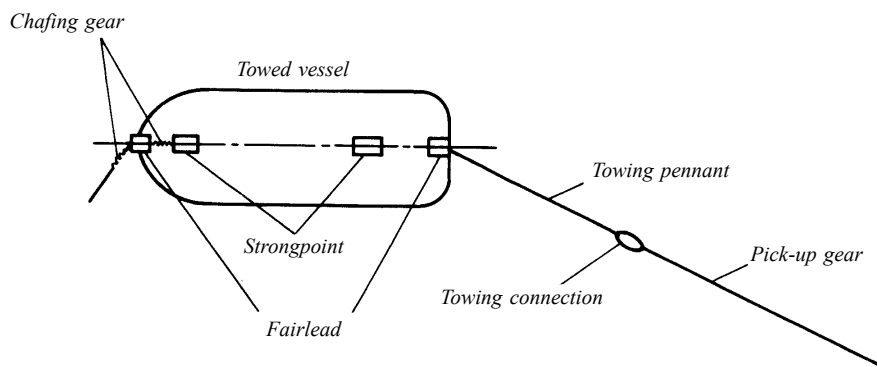 Chafing gear
Towed vessel
Towing pennant
Strongpoint
Pick-up gear
Towing connection
Fairlead